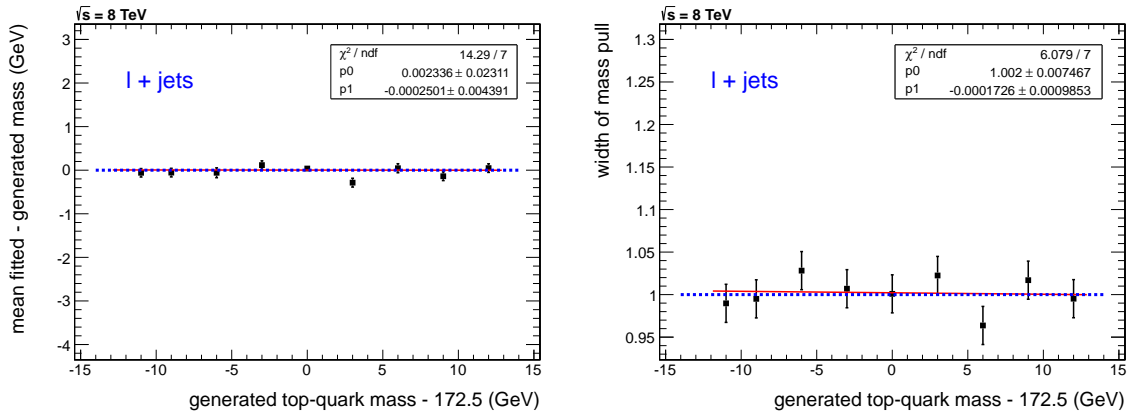 √s = 8 TeV
mean fitted - generated mass (GeV)
3
2
1
0
-1
-2
-3
-4
χ² / ndf 14.29 / 7
p0 0.002336 ± 0.02311
p1 -0.0002501 ± 0.004391
l + jets
-15 -10 -5 0 5 10 15
generated top-quark mass - 172.5 (GeV)
√s = 8 TeV
width of mass pull
1.3
1.25
1.2
1.15
1.1
1.05
1
0.95
χ² / ndf 6.079 / 7
p0 1.002 ± 0.007467
p1 -0.0001726 ± 0.0009853
l + jets
-15 -10 -5 0 5 10 15
generated top-quark mass - 172.5 (GeV)